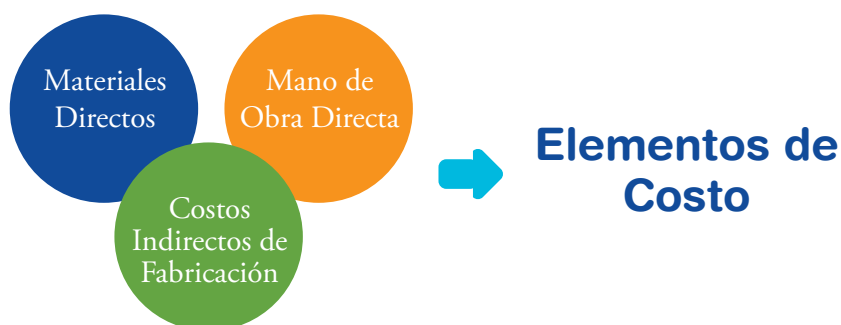 Materiales
Directos
Mano de
Obra Directa
Costos
Indirectos de
Fabricación
Elementos de
Costo